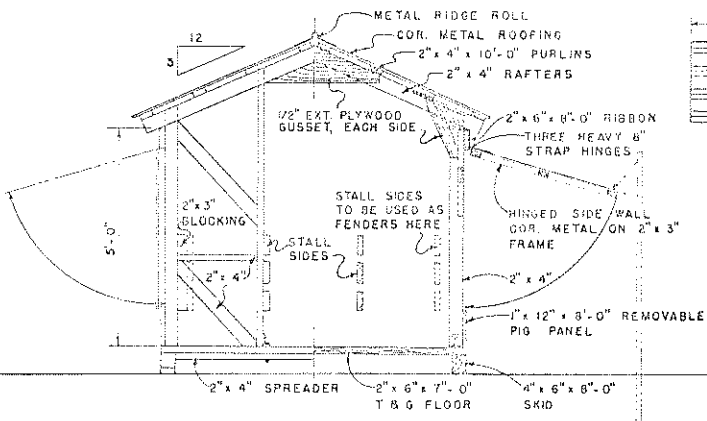 METAL RIDGE ROLL
12
COR. METAL ROOFING
3
2" x 4" x 10'-0" PURLINS
2" x 4" RAFTERS
1/2" EXT. PLYWOOD
GUSSET, EACH SIDE
2" x 6" x 8'-0" RIBBON
THREE HEAVY 8"
STRAP HINGES
2" x 3"
BLOCKING
STALL SIDES
TO BE USED AS
FENDERS HERE
HINGED SIDE WALL
COR. METAL ON 2" x 3"
FRAME
5'-0"
STALL
SIDES
2" x 4"
2" x 4"
1" x 12" x 8'-0" REMOVABLE
PIG PANEL
2" x 4" SPREADER
2" x 6" x 7'-0"
T & G FLOOR
4" x 6" x 8'-0"
SKID